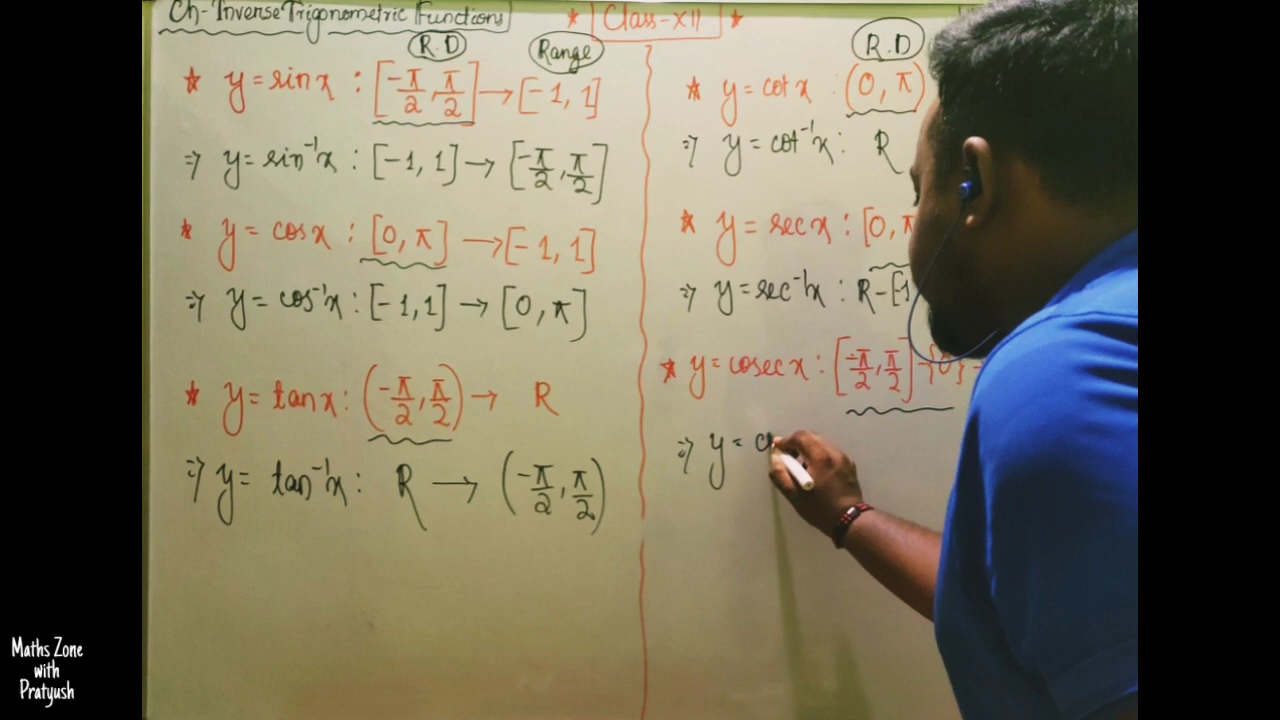 Ch-Inverse Trigonometric Functions
★ Class-XII ★
R.D Range
★ y = sin x : [-π/2, π/2] → [-1, 1]
⇒ y = sin⁻¹x : [-1, 1] → [-π/2, π/2]
★ y = cos x : [0, π] → [-1, 1]
⇒ y = cos⁻¹x : [-1, 1] → [0, π]
★ y = tan x : (-π/2, π/2) → R
⇒ y = tan⁻¹x : R → (-π/2, π/2)
R.D
★ y = cot x : (0, π)
⇒ y = cot⁻¹x : R
★ y = sec x : [0, π
⇒ y = sec⁻¹x : R-[-1
★ y = cosec x : [-π/2, π/2] - {0} -
⇒ y = co
Maths Zone
with
Pratyush